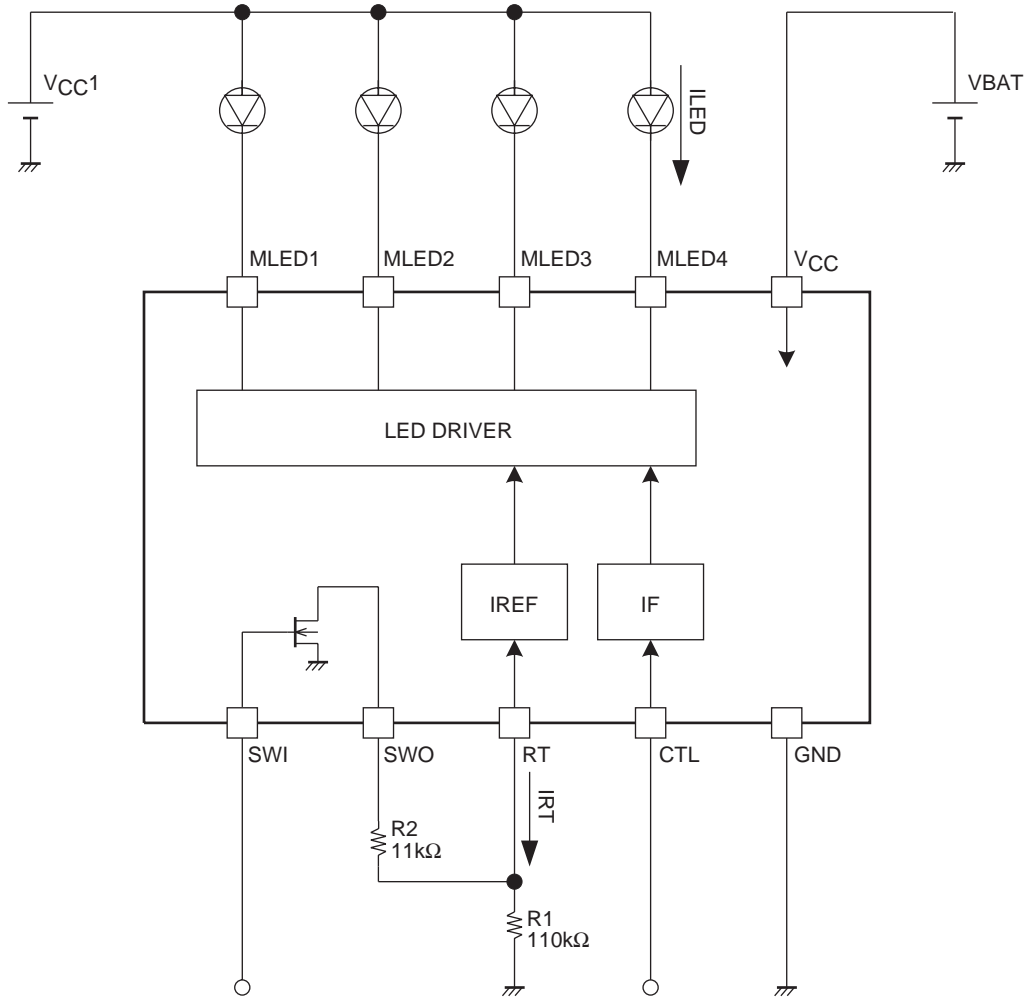 VCC1
ILED
VBAT
MLED1
MLED2
MLED3
MLED4
VCC
LED DRIVER
IREF
IF
SWI
SWO
RT
CTL
GND
IRT
R2
11kΩ
R1
110kΩ